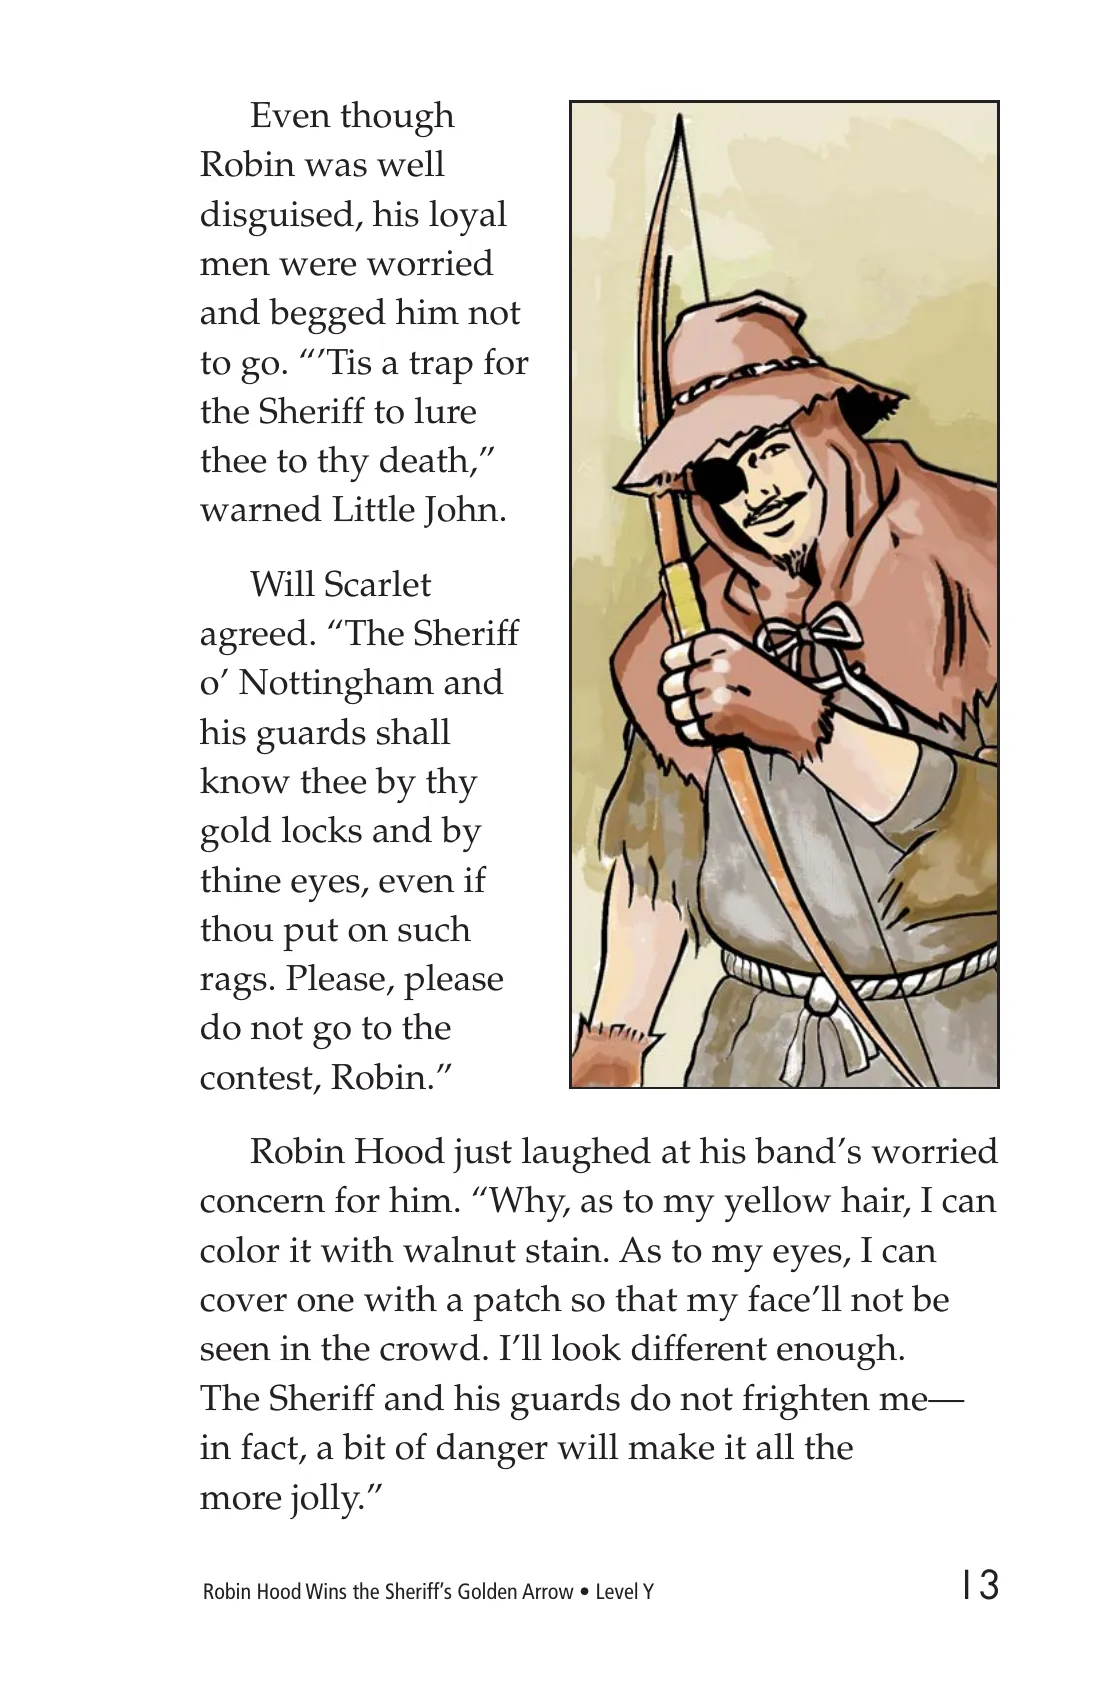 Even though
Robin was well
disguised, his loyal
men were worried
and begged him not
to go. “’Tis a trap for
the Sheriff to lure
thee to thy death,”
warned Little John.
Will Scarlet
agreed. “The Sheriff
o’ Nottingham and
his guards shall
know thee by thy
gold locks and by
thine eyes, even if
thou put on such
rags. Please, please
do not go to the
contest, Robin.”
Robin Hood just laughed at his band’s worried
concern for him. “Why, as to my yellow hair, I can
color it with walnut stain. As to my eyes, I can
cover one with a patch so that my face’ll not be
seen in the crowd. I’ll look different enough.
The Sheriff and his guards do not frighten me—
in fact, a bit of danger will make it all the
more jolly.”
Robin Hood Wins the Sheriff’s Golden Arrow • Level Y
13